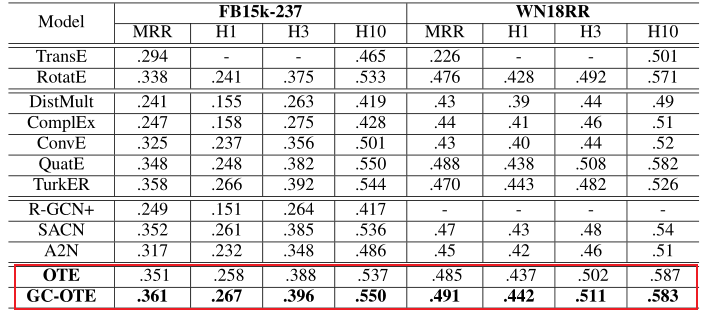 Model FB15k-237 WN18RR
MRR H1 H3 H10 MRR H1 H3 H10
TransE .294 - - .465 .226 - - .501
RotatE .338 .241 .375 .533 .476 .428 .492 .571
DistMult .241 .155 .263 .419 .43 .39 .44 .49
ComplEx .247 .158 .275 .428 .44 .41 .46 .51
ConvE .325 .237 .356 .501 .43 .40 .44 .52
QuatE .348 .248 .382 .550 .488 .438 .508 .582
TurkER .358 .266 .392 .544 .470 .443 .482 .526
R-GCN+ .249 .151 .264 .417 - - - -
SACN .352 .261 .385 .536 .47 .43 .48 .54
A2N .317 .232 .348 .486 .45 .42 .46 .51
OTE .351 .258 .388 .537 .485 .437 .502 .587
GC-OTE .361 .267 .396 .550 .491 .442 .511 .583